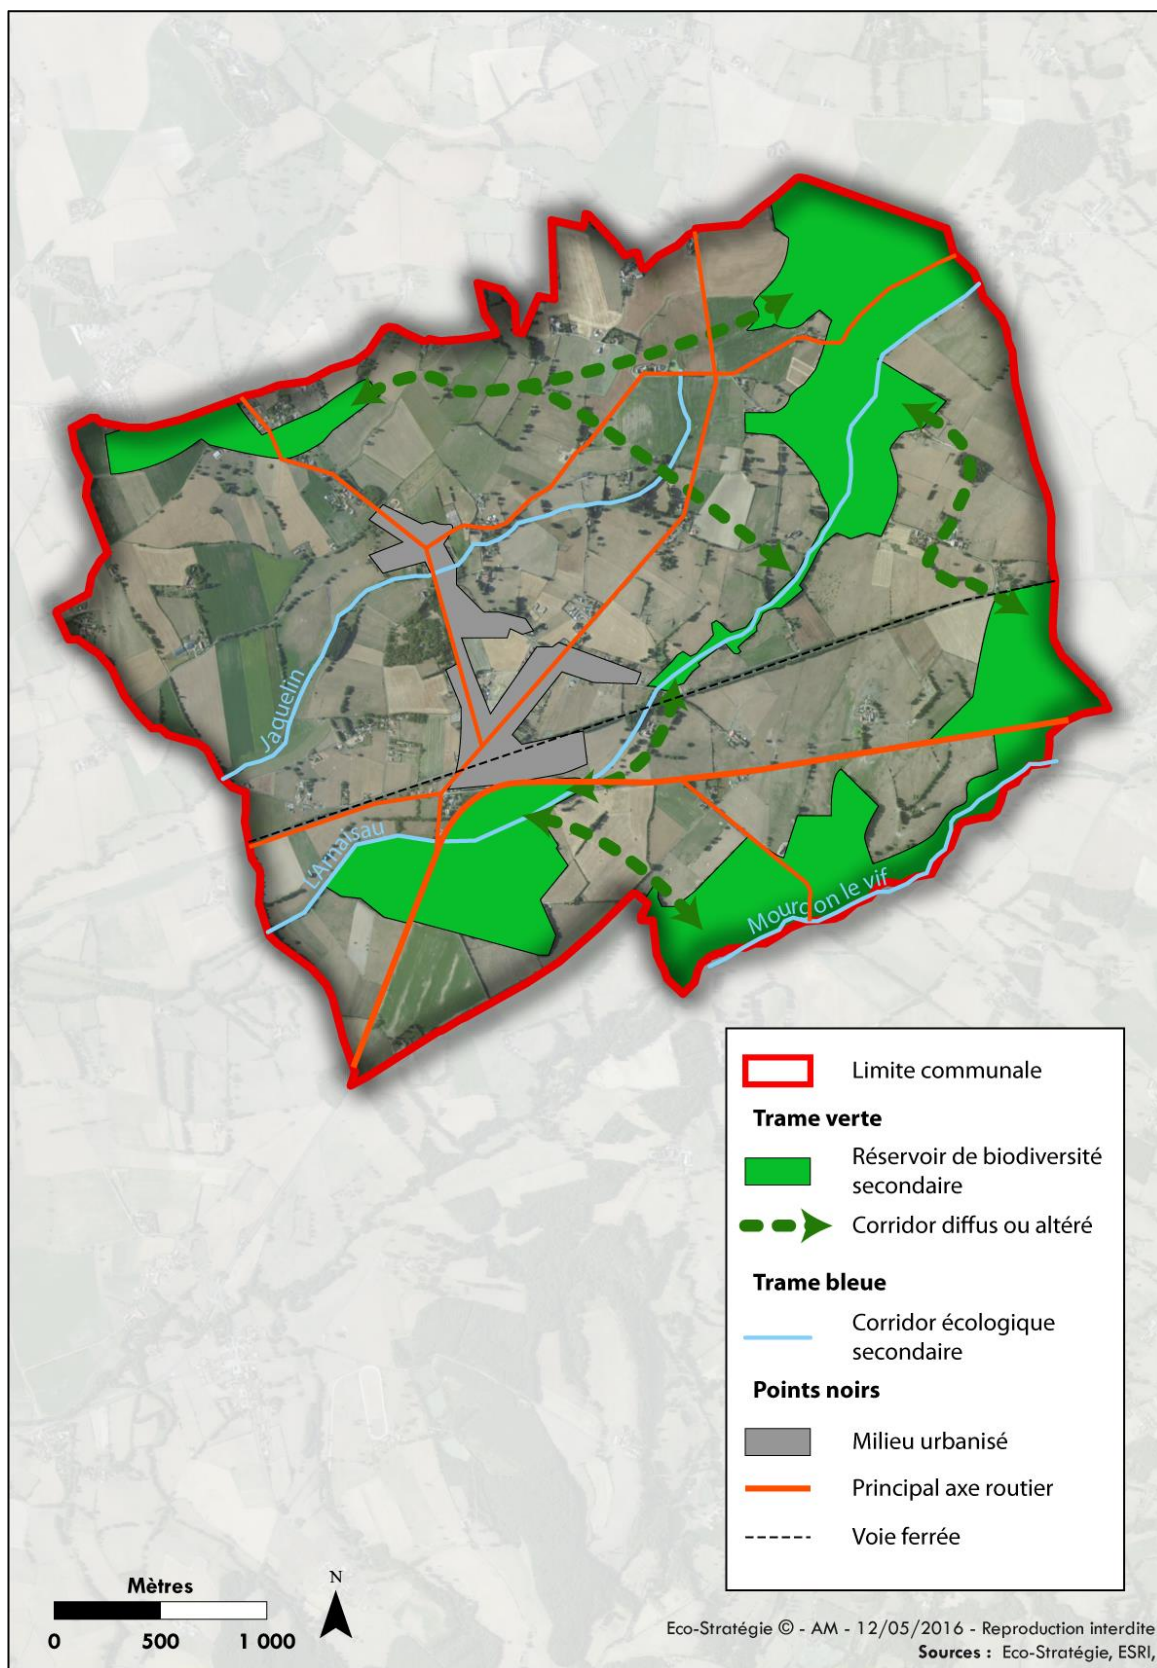 Jaquelin
L'Arnaisau
Mourdon le vif
Limite communale
Trame verte
Réservoir de biodiversité
secondaire
Corridor diffus ou altéré
Trame bleue
Corridor écologique
secondaire
Points noirs
Milieu urbanisé
Principal axe routier
Voie ferrée
Mètres
0 500 1 000
N
Eco-Stratégie © - AM - 12/05/2016 - Reproduction interdite
Sources : Eco-Stratégie, ESRI,